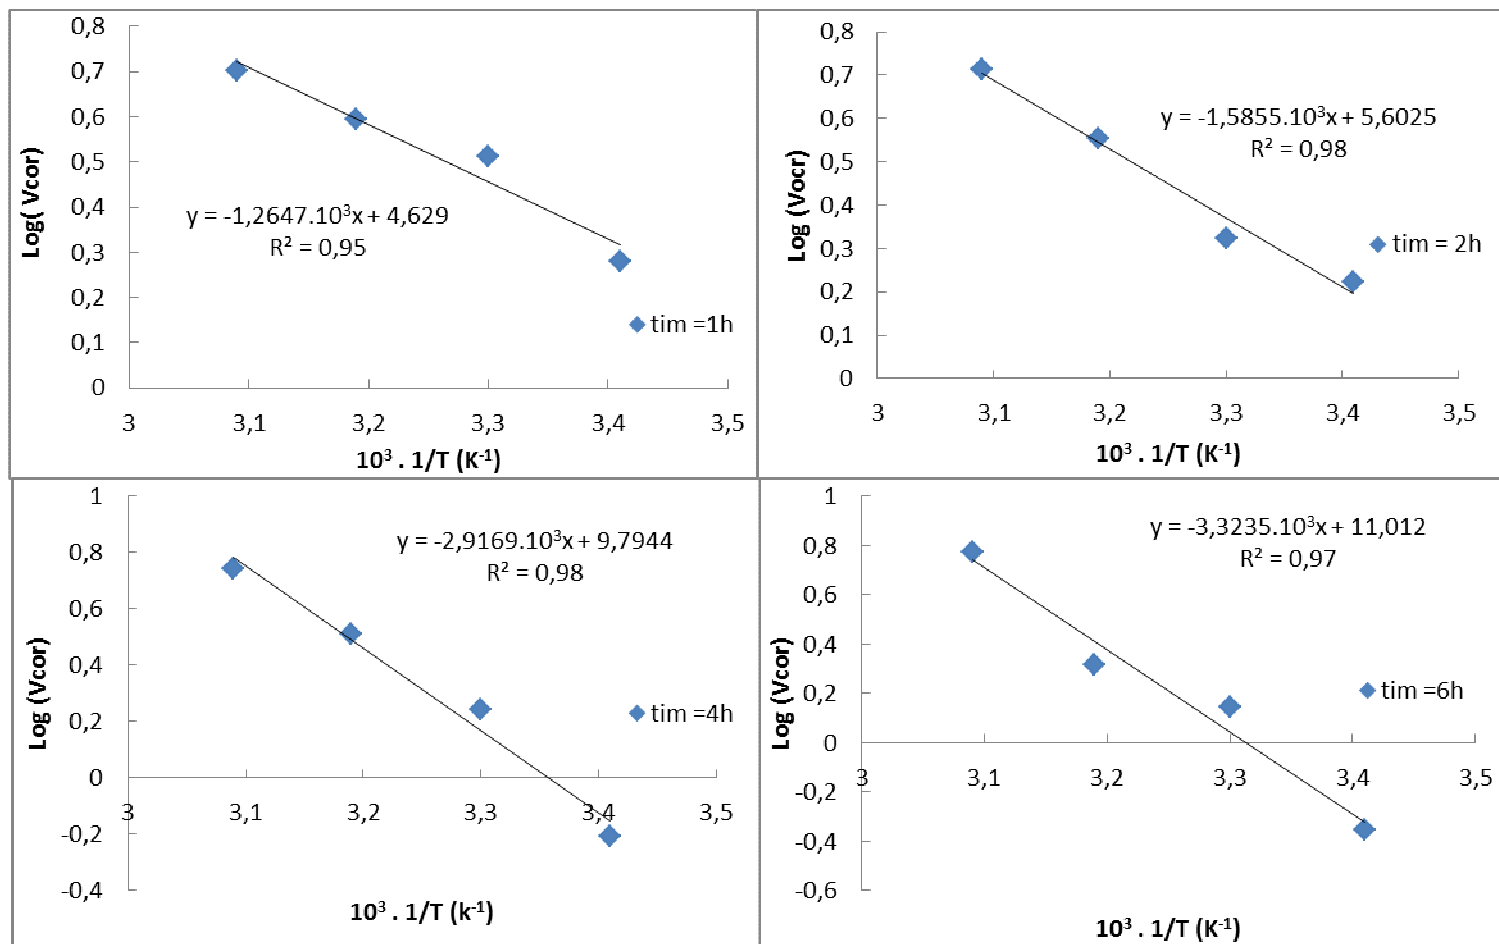 0,8
0,7
0,6
0,5
0,4
0,3
0,2
0,1
0
Log( Vcor)
y = -1,2647.10³x + 4,629
R² = 0,95
tim =1h
3 3,1 3,2 3,3 3,4 3,5
10³ . 1/T (K⁻¹)
0,8
0,7
0,6
0,5
0,4
0,3
0,2
0,1
0
Log (Vocr)
y = -1,5855.10³x + 5,6025
R² = 0,98
tim = 2h
3 3,1 3,2 3,3 3,4 3,5
10³ . 1/T (K⁻¹)
1
0,8
0,6
0,4
0,2
0
-0,2
-0,4
Log (Vcor)
y = -2,9169.10³x + 9,7944
R² = 0,98
tim =4h
3 3,1 3,2 3,3 3,4 3,5
10³ . 1/T (k⁻¹)
1
0,8
0,6
0,4
0,2
0
-0,2
-0,4
-0,6
Log (Vcor)
y = -3,3235.10³x + 11,012
R² = 0,97
tim =6h
3 3,1 3,2 3,3 3,4 3,5
10³ . 1/T (K⁻¹)